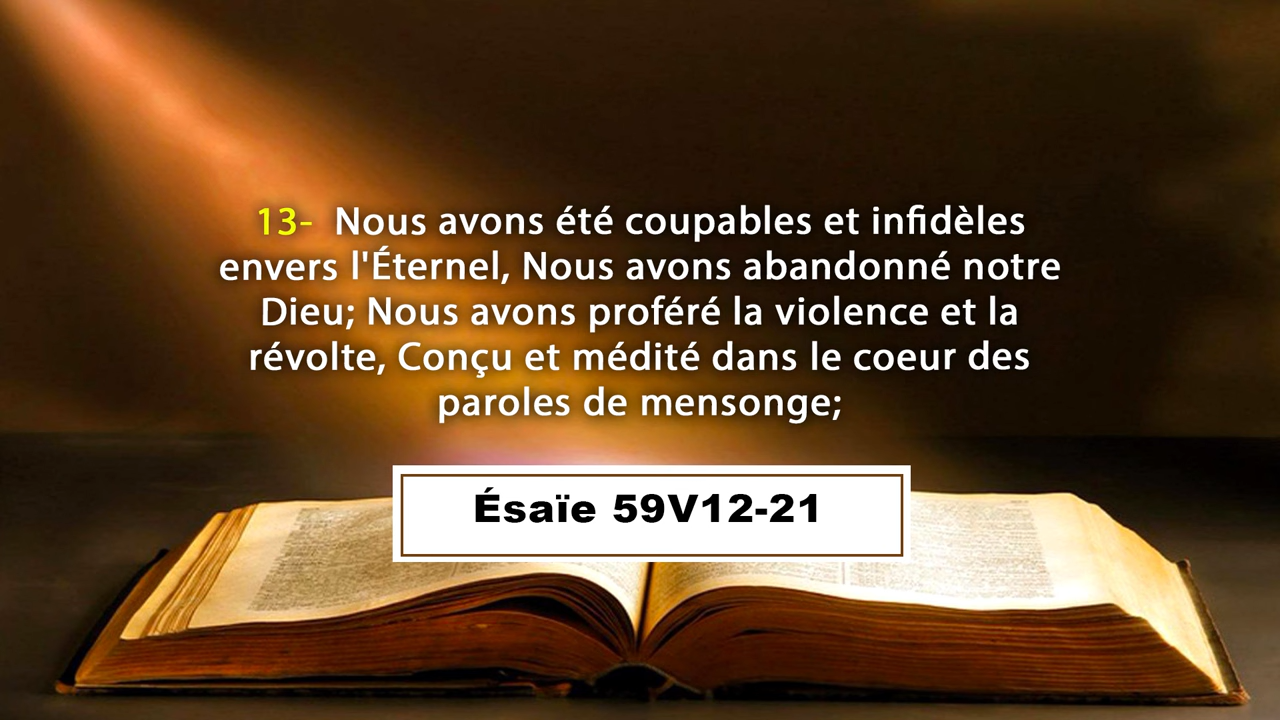 13- Nous avons été coupables et infidèles
envers l'Éternel, Nous avons abandonné notre
Dieu; Nous avons proféré la violence et la
révolte, Conçu et médité dans le coeur des
paroles de mensonge;
Ésaïe 59V12-21